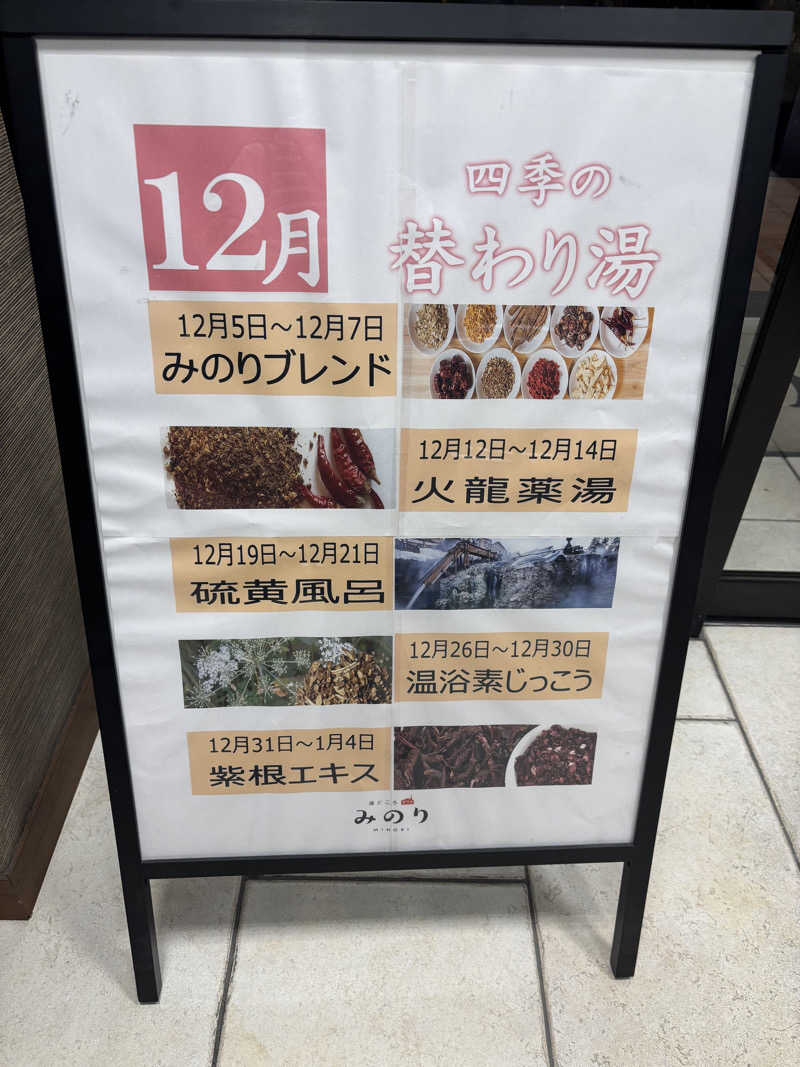 12月
四季の
替わり湯
12月5日～12月7日
みのりブレンド
12月12日～12月14日
火龍薬湯
12月19日～12月21日
硫黄風呂
12月26日～12月30日
温浴素じっこう
12月31日～1月4日
紫根エキス
湯どころ
みのり
MINORI